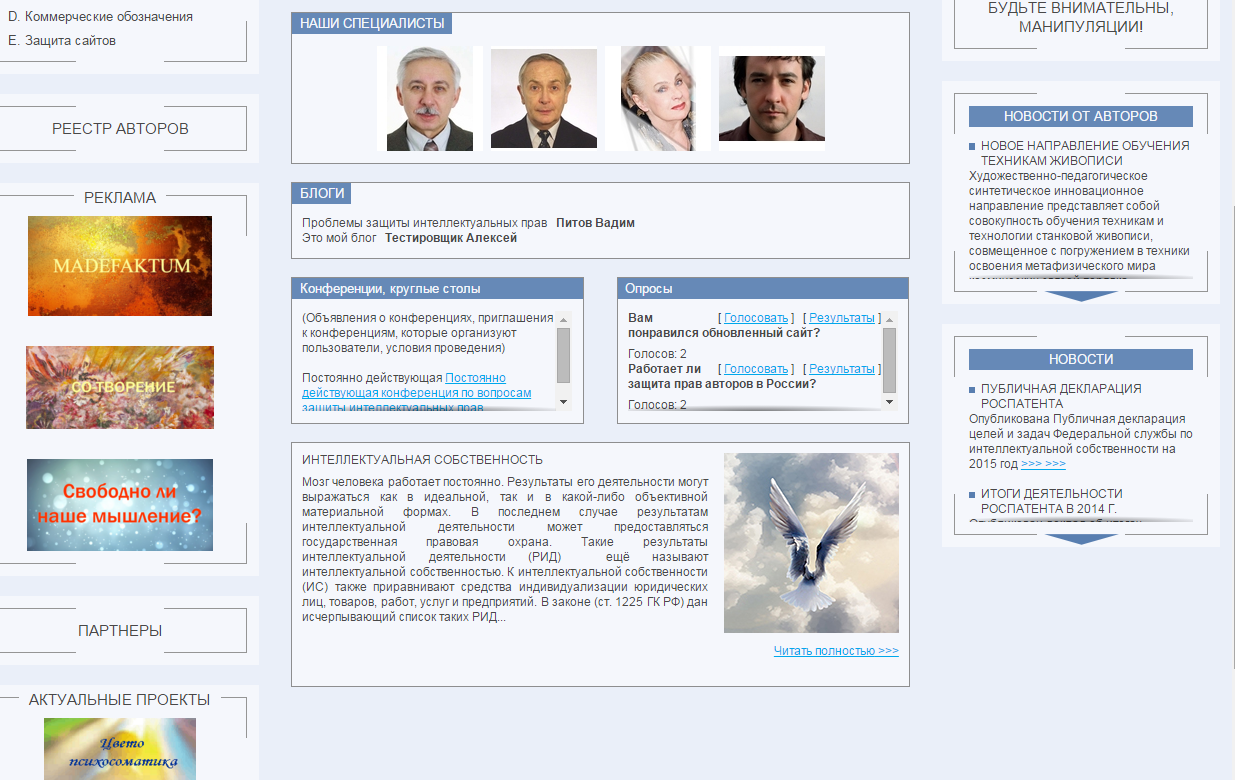 D. Коммерческие обозначения
E. Защита сайтов
РЕЕСТР АВТОРОВ
РЕКЛАМА
MADEFAKTUM
СО-ТВОРЕНИЕ
Свободно ли
наше мышление?
ПАРТНЕРЫ
АКТУАЛЬНЫЕ ПРОЕКТЫ
Цвето
психосоматика
НАШИ СПЕЦИАЛИСТЫ
БЛОГИ
Проблемы защиты интеллектуальных прав Питов Вадим
Это мой блог Тестировщик Алексей
Конференции, круглые столы
(Объявления о конференциях, приглашения
к конференциям, которые организуют
пользователи, условия проведения)
Постоянно действующая Постоянно
действующая конференция по вопросам
защиты интеллектуальных прав
Опросы
Вам [ Голосовать ] [ Результаты ]
понравился обновленный сайт?
Голосов: 2
Работает ли [ Голосовать ] [ Результаты ]
защита прав авторов в России?
Голосов: 2
ИНТЕЛЛЕКТУАЛЬНАЯ СОБСТВЕННОСТЬ
Мозг человека работает постоянно. Результаты его деятельности могут
выражаться как в идеальной, так и в какой-либо объективной
материальной формах. В последнем случае результатам
интеллектуальной деятельности может предоставляться
государственная правовая охрана. Такие результаты
интеллектуальной деятельности (РИД) ещё называют
интеллектуальной собственностью. К интеллектуальной собственности
(ИС) также приравнивают средства индивидуализации юридических
лиц, товаров, работ, услуг и предприятий. В законе (ст. 1225 ГК РФ) дан
исчерпывающий список таких РИД...
Читать полностью >>>
БУДЬТЕ ВНИМАТЕЛЬНЫ,
МАНИПУЛЯЦИИ!
НОВОСТИ ОТ АВТОРОВ
НОВОЕ НАПРАВЛЕНИЕ ОБУЧЕНИЯ
ТЕХНИКАМ ЖИВОПИСИ
Художественно-педагогическое
синтетическое инновационное
направление представляет собой
совокупность обучения техникам и
технологии станковой живописи,
совмещенное с погружением в техники
освоения метафизического мира
НОВОСТИ
ПУБЛИЧНАЯ ДЕКЛАРАЦИЯ
РОСПАТЕНТА
Опубликована Публичная декларация
целей и задач Федеральной службы по
интеллектуальной собственности на
2015 год >>> >>>
ИТОГИ ДЕЯТЕЛЬНОСТИ
РОСПАТЕНТА В 2014 Г.